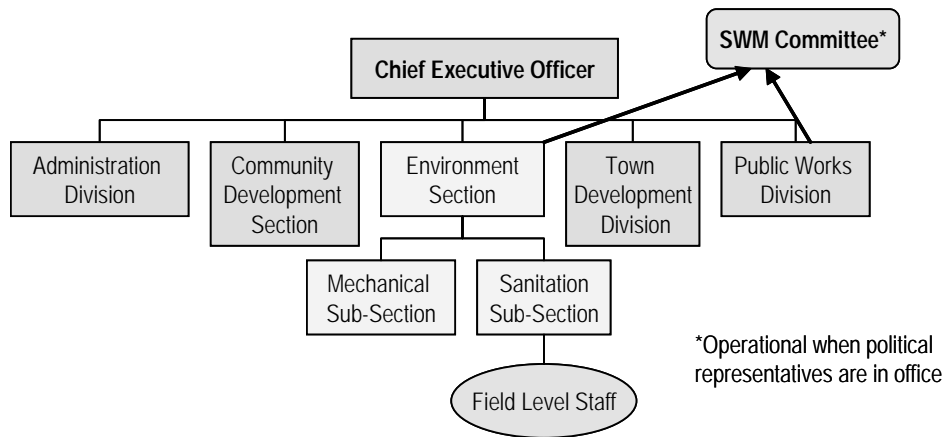 SWM Committee*
Chief Executive Officer
Administration
Division
Community
Development
Section
Environment
Section
Town
Development
Division
Public Works
Division
Mechanical
Sub-Section
Sanitation
Sub-Section
*Operational when political
representatives are in office
Field Level Staff